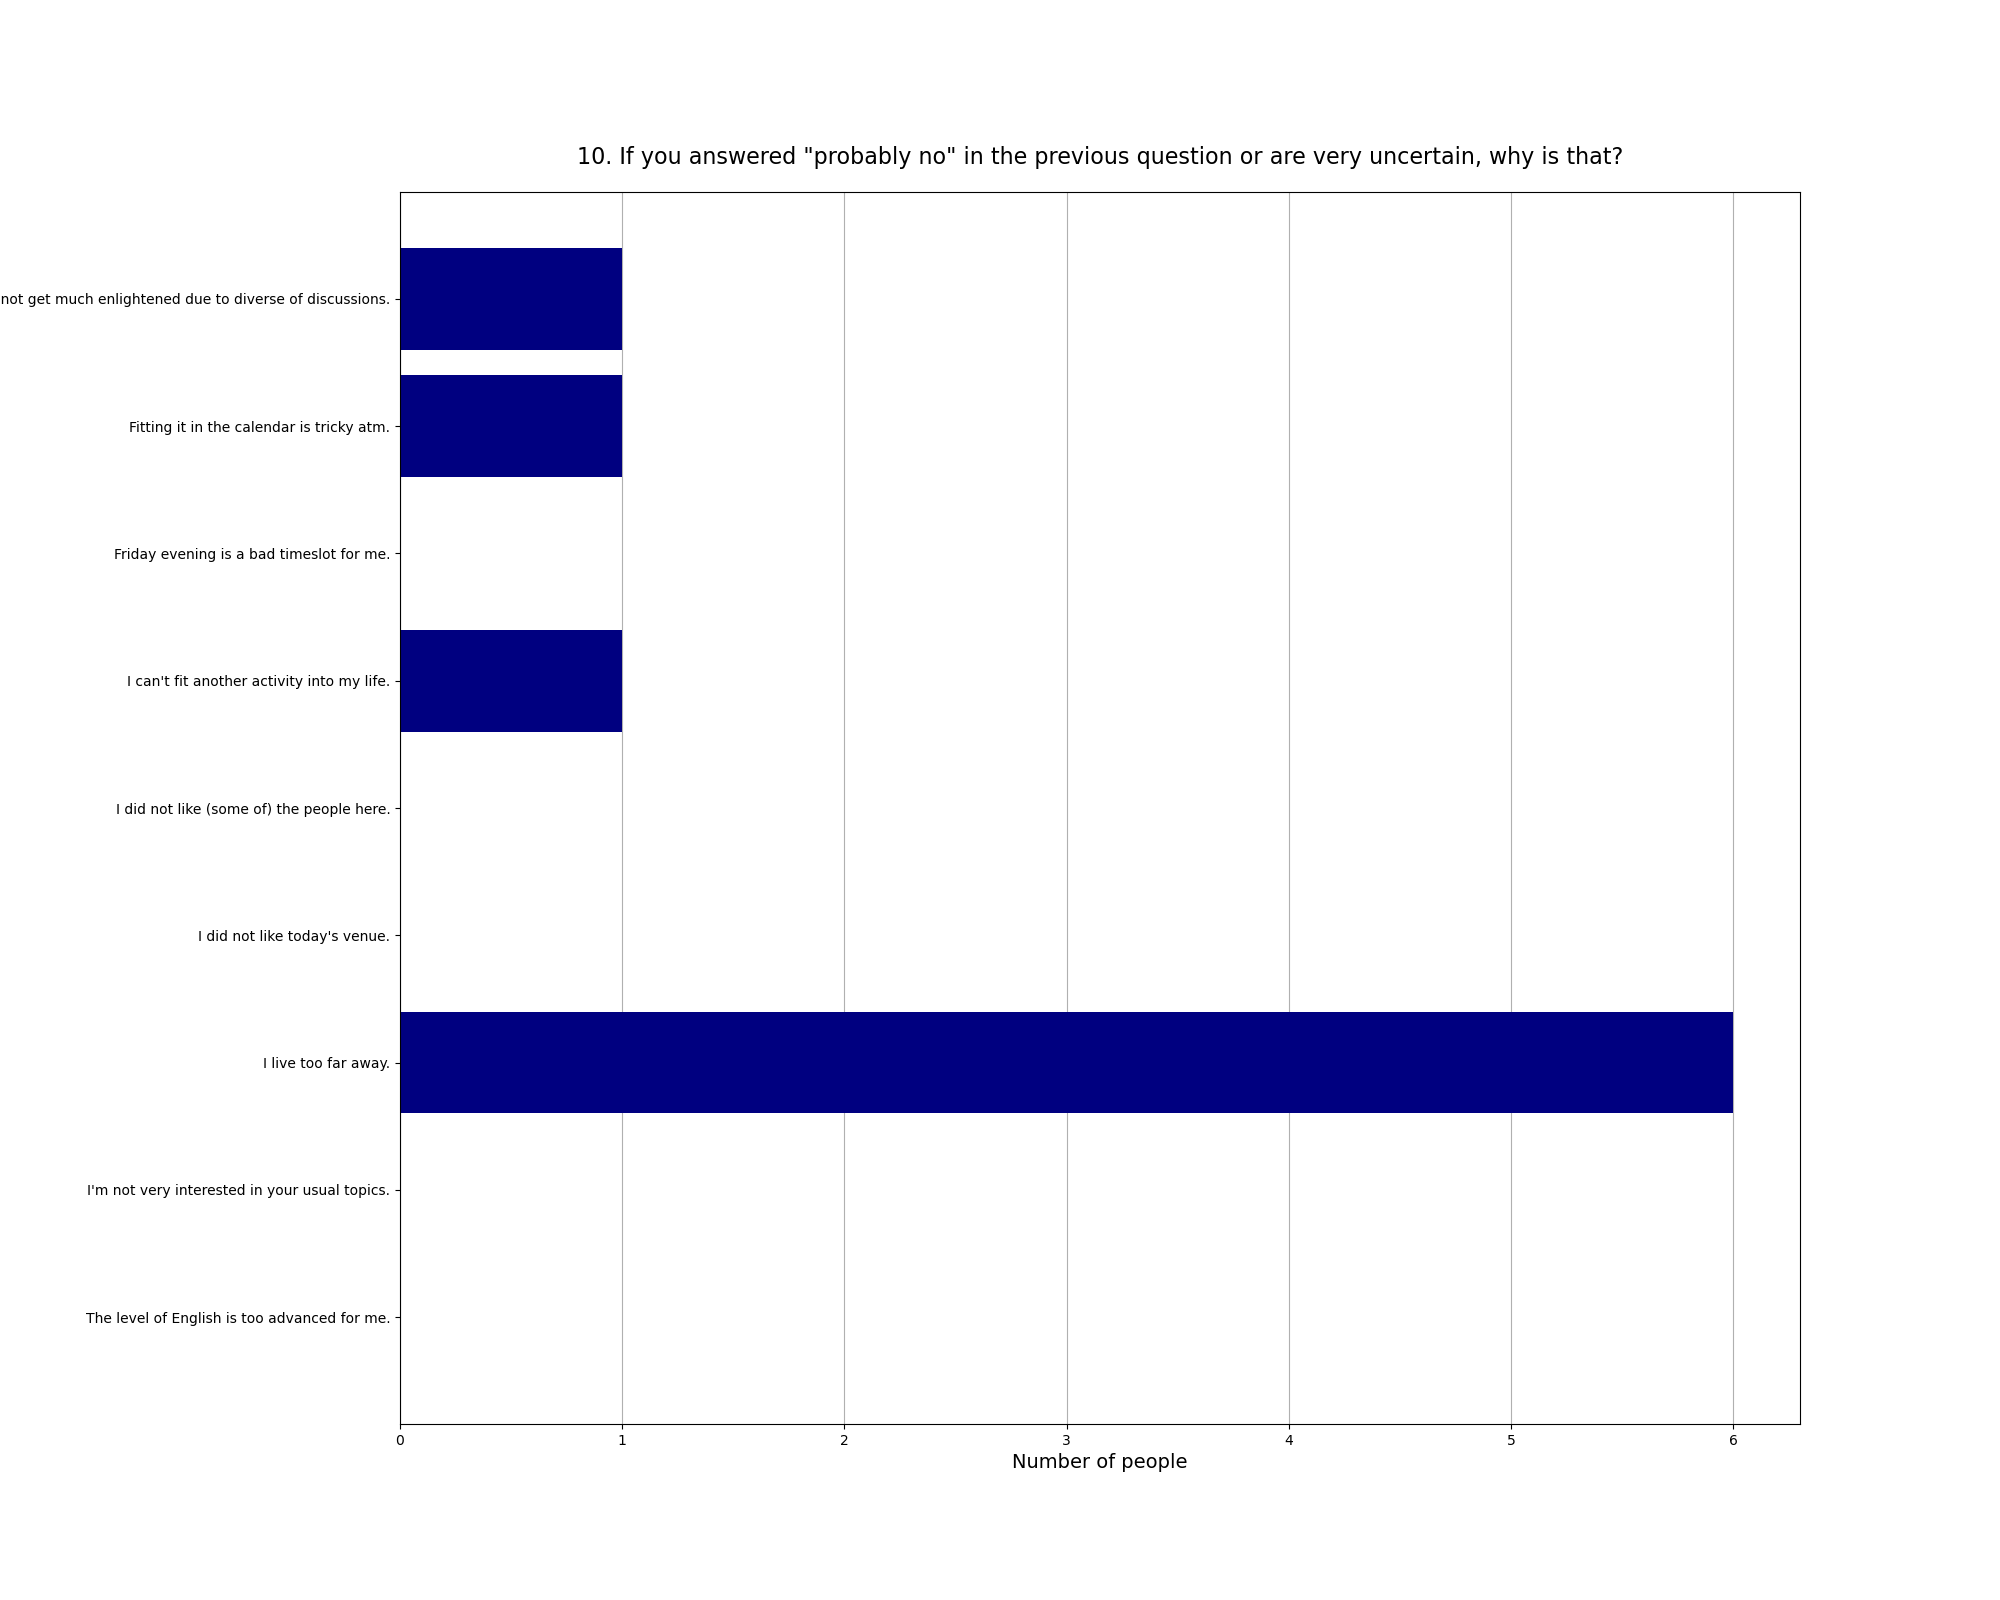 10. If you answered "probably no" in the previous question or are very uncertain, why is that?
not get much enlightened due to diverse of discussions.
Fitting it in the calendar is tricky atm.
Friday evening is a bad timeslot for me.
I can't fit another activity into my life.
I did not like (some of) the people here.
I did not like today's venue.
I live too far away.
I'm not very interested in your usual topics.
The level of English is too advanced for me.
0 1 2 3 4 5 6
Number of people